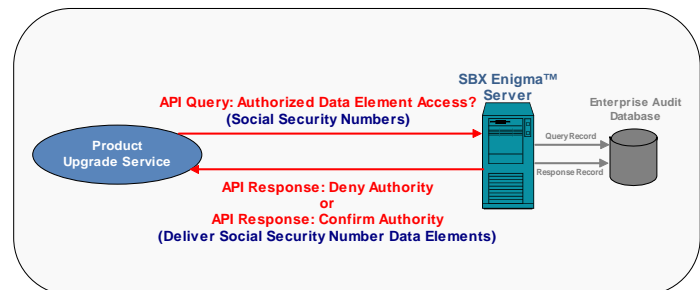 SBX Enigma™
Server
API Query: Authorized Data Element Access?
(Social Security Numbers)
Enterprise Audit
Database
Product
Upgrade Service
Query Record
Response Record
API Response: Deny Authority
or
API Response: Confirm Authority
(Deliver Social Security Number Data Elements)